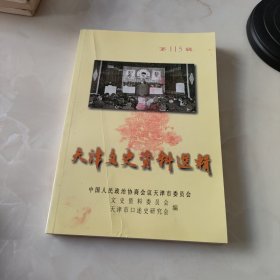 第115辑
天津文史资料选辑
中国人民政治协商会议天津市委员会
文史资料委员会
天津市口述史研究会
编